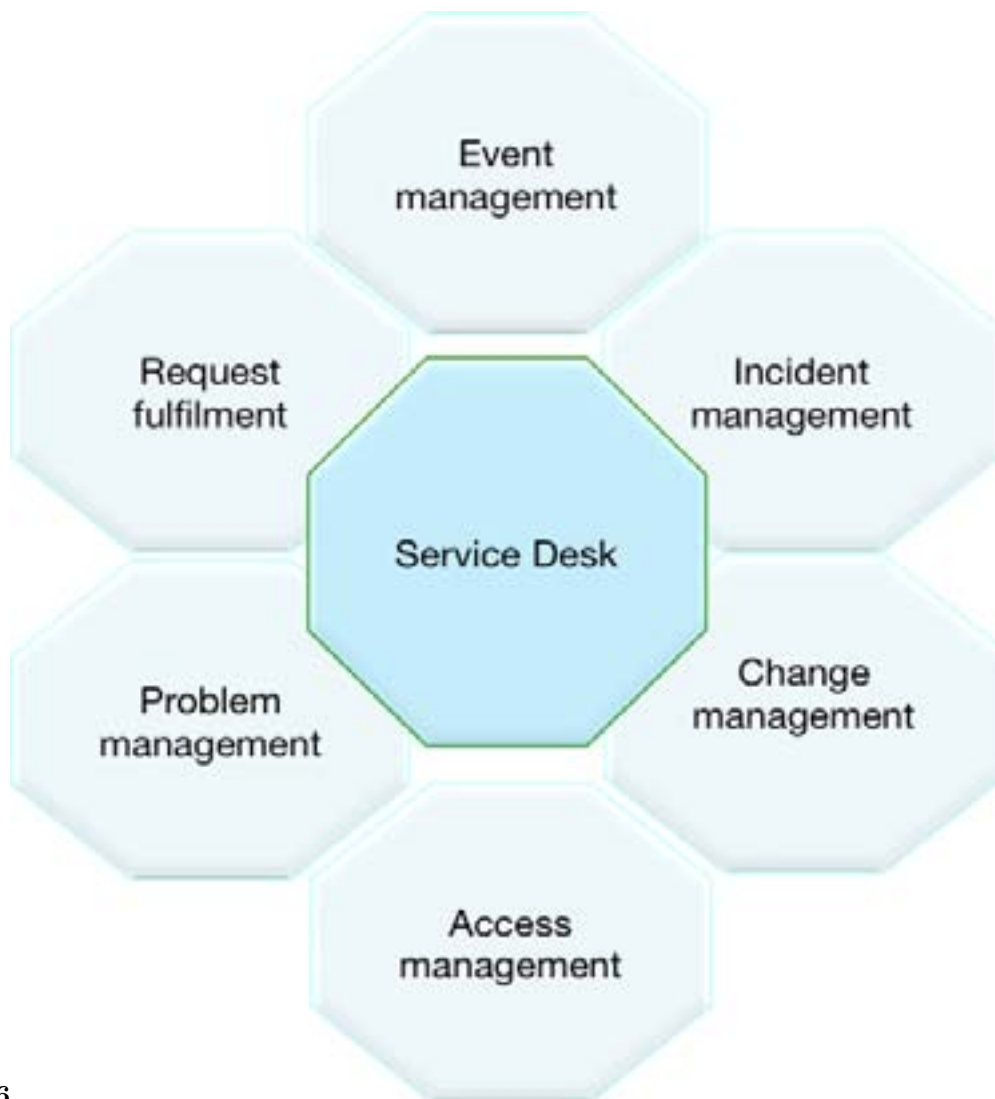 Event
management
Request
fulfilment
Incident
management
Service Desk
Problem
management
Change
management
Access
management